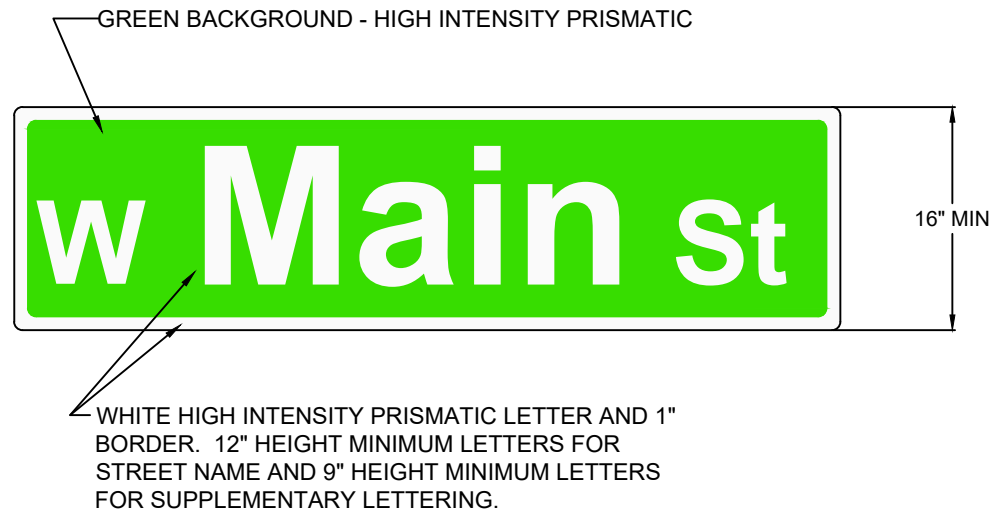 GREEN BACKGROUND - HIGH INTENSITY PRISMATIC
W Main St
16" MIN
WHITE HIGH INTENSITY PRISMATIC LETTER AND 1"
BORDER. 12" HEIGHT MINIMUM LETTERS FOR
STREET NAME AND 9" HEIGHT MINIMUM LETTERS
FOR SUPPLEMENTARY LETTERING.